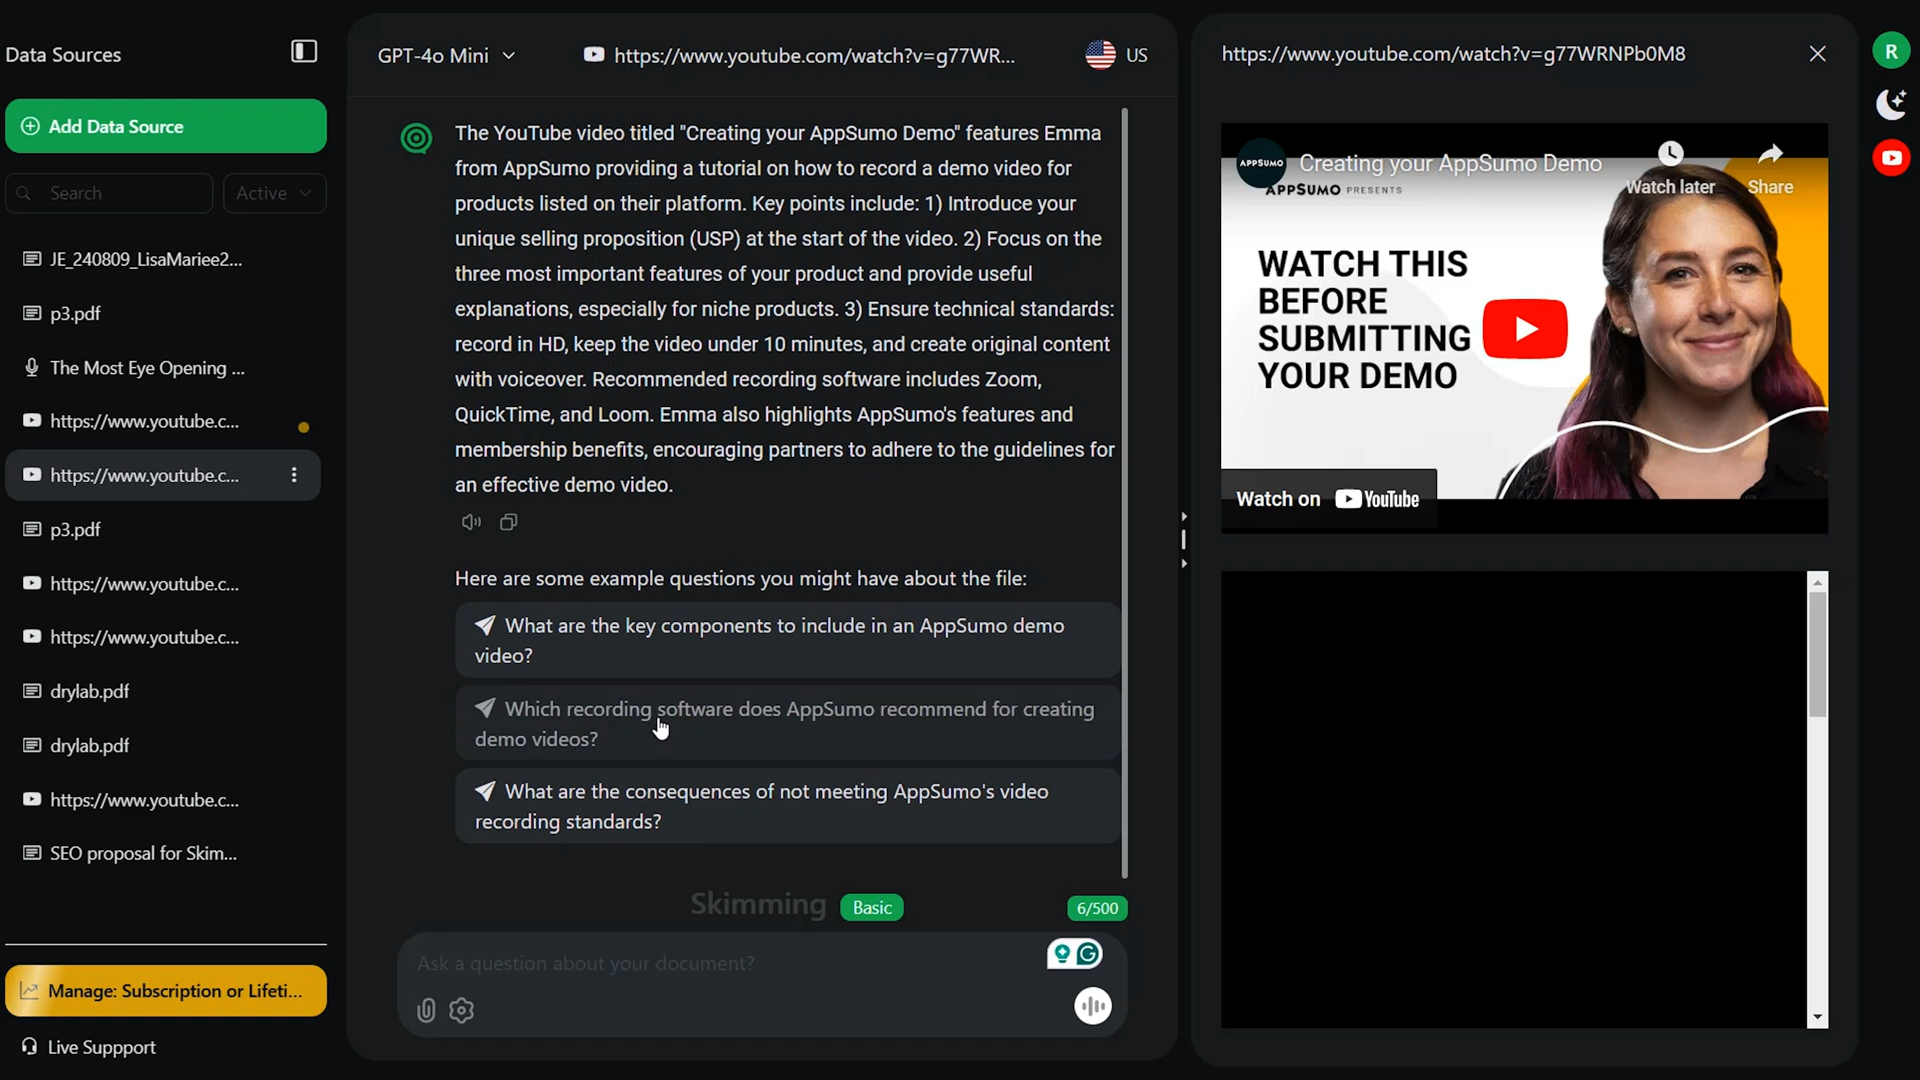 Data Sources
Add Data Source
Search
Active
JE_240809_LisaMariee2...
p3.pdf
The Most Eye Opening ...
https://www.youtube.c...
https://www.youtube.c...
p3.pdf
https://www.youtube.c...
https://www.youtube.c...
drylab.pdf
drylab.pdf
https://www.youtube.c...
SEO proposal for Skim...
Manage: Subscription or Lifeti...
Live Suppport
GPT-4o Mini
https://www.youtube.com/watch?v=g77WR...
US
The YouTube video titled "Creating your AppSumo Demo" features Emma
from AppSumo providing a tutorial on how to record a demo video for
products listed on their platform. Key points include: 1) Introduce your
unique selling proposition (USP) at the start of the video. 2) Focus on the
three most important features of your product and provide useful
explanations, especially for niche products. 3) Ensure technical standards:
record in HD, keep the video under 10 minutes, and create original content
with voiceover. Recommended recording software includes Zoom,
QuickTime, and Loom. Emma also highlights AppSumo's features and
membership benefits, encouraging partners to adhere to the guidelines for
an effective demo video.
Here are some example questions you might have about the file:
What are the key components to include in an AppSumo demo
video?
Which recording software does AppSumo recommend for creating
demo videos?
What are the consequences of not meeting AppSumo's video
recording standards?
Skimming
Basic
6/500
Ask a question about your document?
https://www.youtube.com/watch?v=g77WRNPb0M8
APPSUMO
Creating your AppSumo Demo
Watch later
Share
APPSUMO PRESENTS
WATCH THIS
BEFORE
SUBMITTING
YOUR DEMO
Watch on YouTube
R